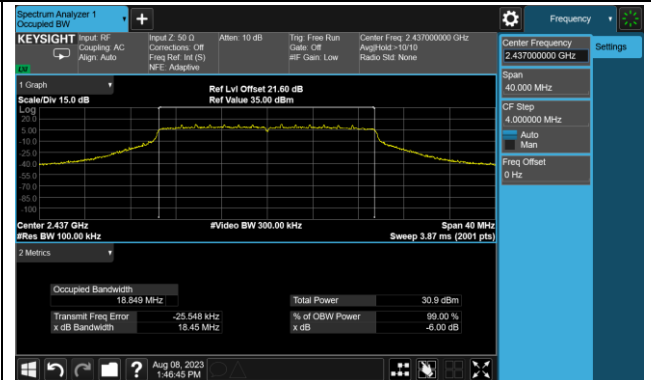 Spectrum Analyzer 1
Occupied BW
Frequency
KEYSIGHT
Input: RF
Coupling: AC
Align: Auto
Input Z: 50 Ω
Corrections: Off
Freq Ref: Int (S)
NFE: Adaptive
Atten: 10 dB
Trig: Free Run
Gate: Off
#IF Gain: Low
Center Freq: 2.437000000 GHz
Avg|Hold:>10/10
Radio Std: None
Center Frequency
2.437000000 GHz
Settings
Span
40.000 MHz
CF Step
4.000000 MHz
Auto
Man
Freq Offset
0 Hz
1 Graph
Scale/Div 15.0 dB
Ref Lvl Offset 21.60 dB
Ref Value 35.00 dBm
Log
20.0
5.00
-10.0
-25.0
-40.0
-55.0
-70.0
-85.0
-100
Center 2.437 GHz
#Res BW 100.00 kHz
#Video BW 300.00 kHz
Span 40 MHz
Sweep 3.87 ms (2001 pts)
2 Metrics
Occupied Bandwidth
18.849 MHz
Total Power 30.9 dBm
Transmit Freq Error -25.548 kHz
% of OBW Power 99.00 %
x dB Bandwidth 18.45 MHz
x dB -6.00 dB
Aug 08, 2023
1:46:45 PM